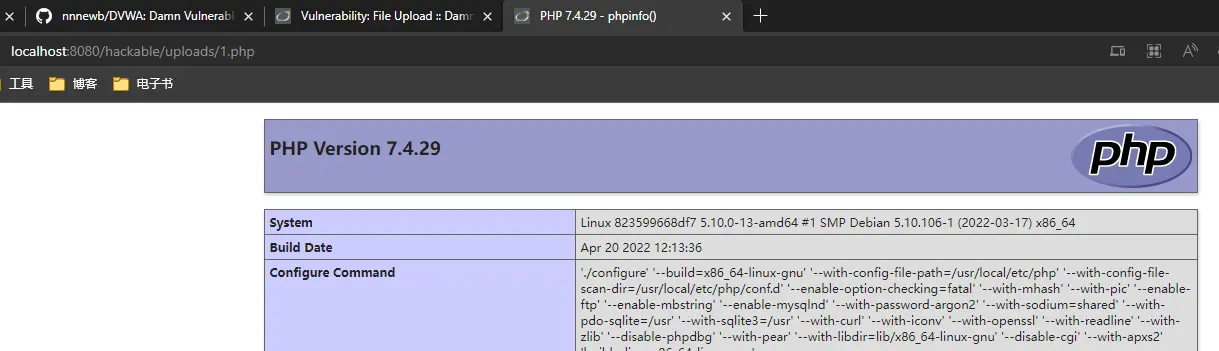 nnnewb/DVWA: Damn Vulnerabl
Vulnerability: File Upload :: Damn
PHP 7.4.29 - phpinfo()
localhost:8080/hackable/uploads/1.php
工具
博客
电子书
PHP Version 7.4.29
php
System
Linux 823599668df7 5.10.0-13-amd64 #1 SMP Debian 5.10.106-1 (2022-03-17) x86_64
Build Date
Apr 20 2022 12:13:36
Configure Command
'./configure' '--build=x86_64-linux-gnu' '--with-config-file-path=/usr/local/etc/php' '--with-config-file-
scan-dir=/usr/local/etc/php/conf.d' '--enable-option-checking=fatal' '--with-mhash' '--with-pic' '--enable-
ftp' '--enable-mbstring' '--enable-mysqlnd' '--with-password-argon2' '--with-sodium=shared' '--with-
pdo-sqlite=/usr' '--with-sqlite3=/usr' '--with-curl' '--with-iconv' '--with-openssl' '--with-readline' '--with-
zlib' '--disable-phpdbg' '--with-pear' '--with-libdir=lib/x86_64-linux-gnu' '--disable-cgi' '--with-apxs2'